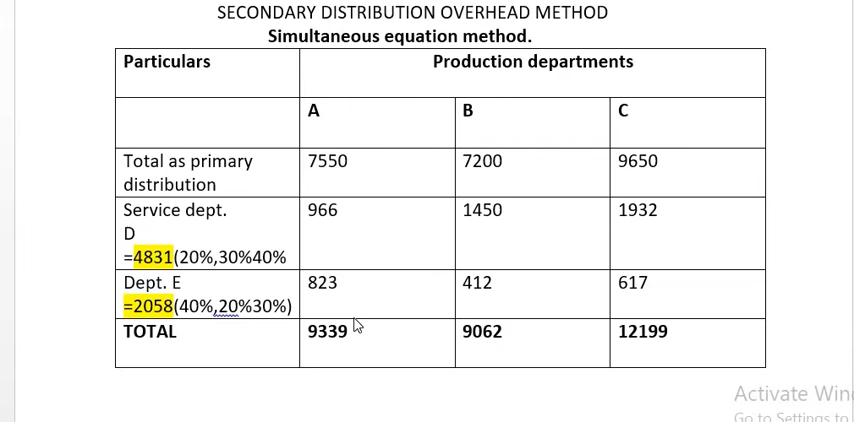 SECONDARY DISTRIBUTION OVERHEAD METHOD
Simultaneous equation method.
Particulars Production departments
A B C
Total as primary 7550 7200 9650
distribution
Service dept. 966 1450 1932
D
=4831(20%,30%40%
Dept. E 823 412 617
=2058(40%,20%30%)
TOTAL 9339 9062 12199
Activate Win
Go to Settings to